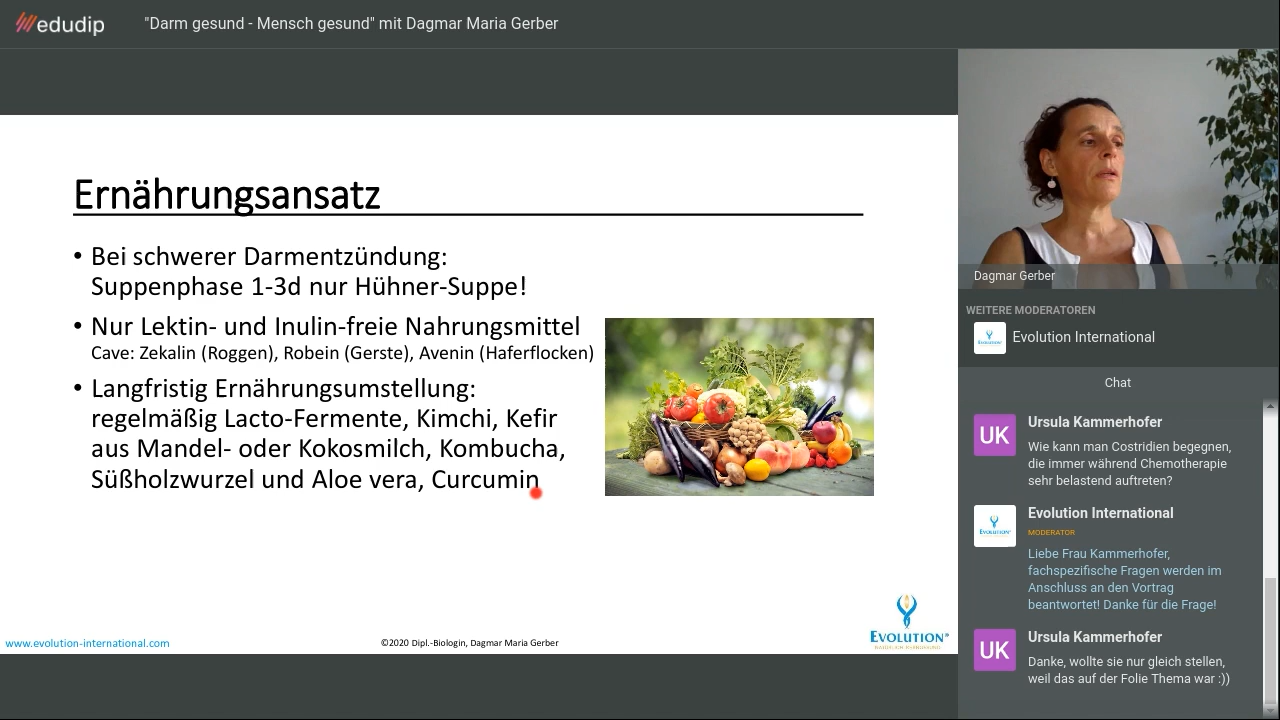 edudip
"Darm gesund - Mensch gesund" mit Dagmar Maria Gerber
Ernährungsansatz
• Bei schwerer Darmentzündung:
Suppenphase 1-3d nur Hühner-Suppe!
• Nur Lektin- und Inulin-freie Nahrungsmittel
Cave: Zekalin (Roggen), Robein (Gerste), Avenin (Haferflocken)
• Langfristig Ernährungsumstellung:
regelmäßig Lacto-Fermente, Kimchi, Kefir
aus Mandel- oder Kokosmilch, Kombucha,
Süßholzwurzel und Aloe vera, Curcumin
www.evolution-international.com
©2020 Dipl.-Biologin, Dagmar Maria Gerber
EVOLUTION®
Dagmar Gerber
WEITERE MODERATOREN
EVOLUTION
Evolution International
Chat
UK
Ursula Kammerhofer
Wie kann man Costridien begegnen,
die immer während Chemotherapie
sehr belastend auftreten?
EVOLUTION
Evolution International
MODERATOR
Liebe Frau Kammerhofer,
fachspezifische Fragen werden im
Anschluss an den Vortrag
beantwortet! Danke für die Frage!
UK
Ursula Kammerhofer
Danke, wollte sie nur gleich stellen,
weil das auf der Folie Thema war :))